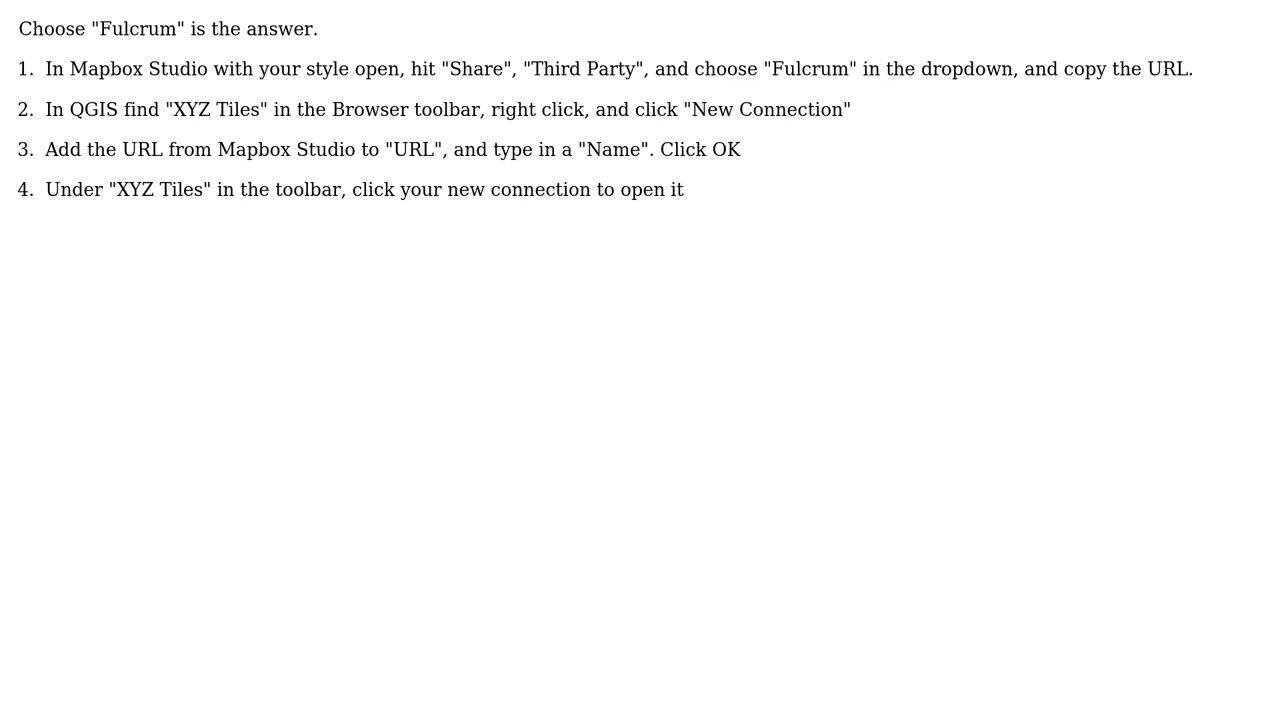 Choose "Fulcrum" is the answer.
1. In Mapbox Studio with your style open, hit "Share", "Third Party", and choose "Fulcrum" in the dropdown, and copy the URL.
2. In QGIS find "XYZ Tiles" in the Browser toolbar, right click, and click "New Connection"
3. Add the URL from Mapbox Studio to "URL", and type in a "Name". Click OK
4. Under "XYZ Tiles" in the toolbar, click your new connection to open it